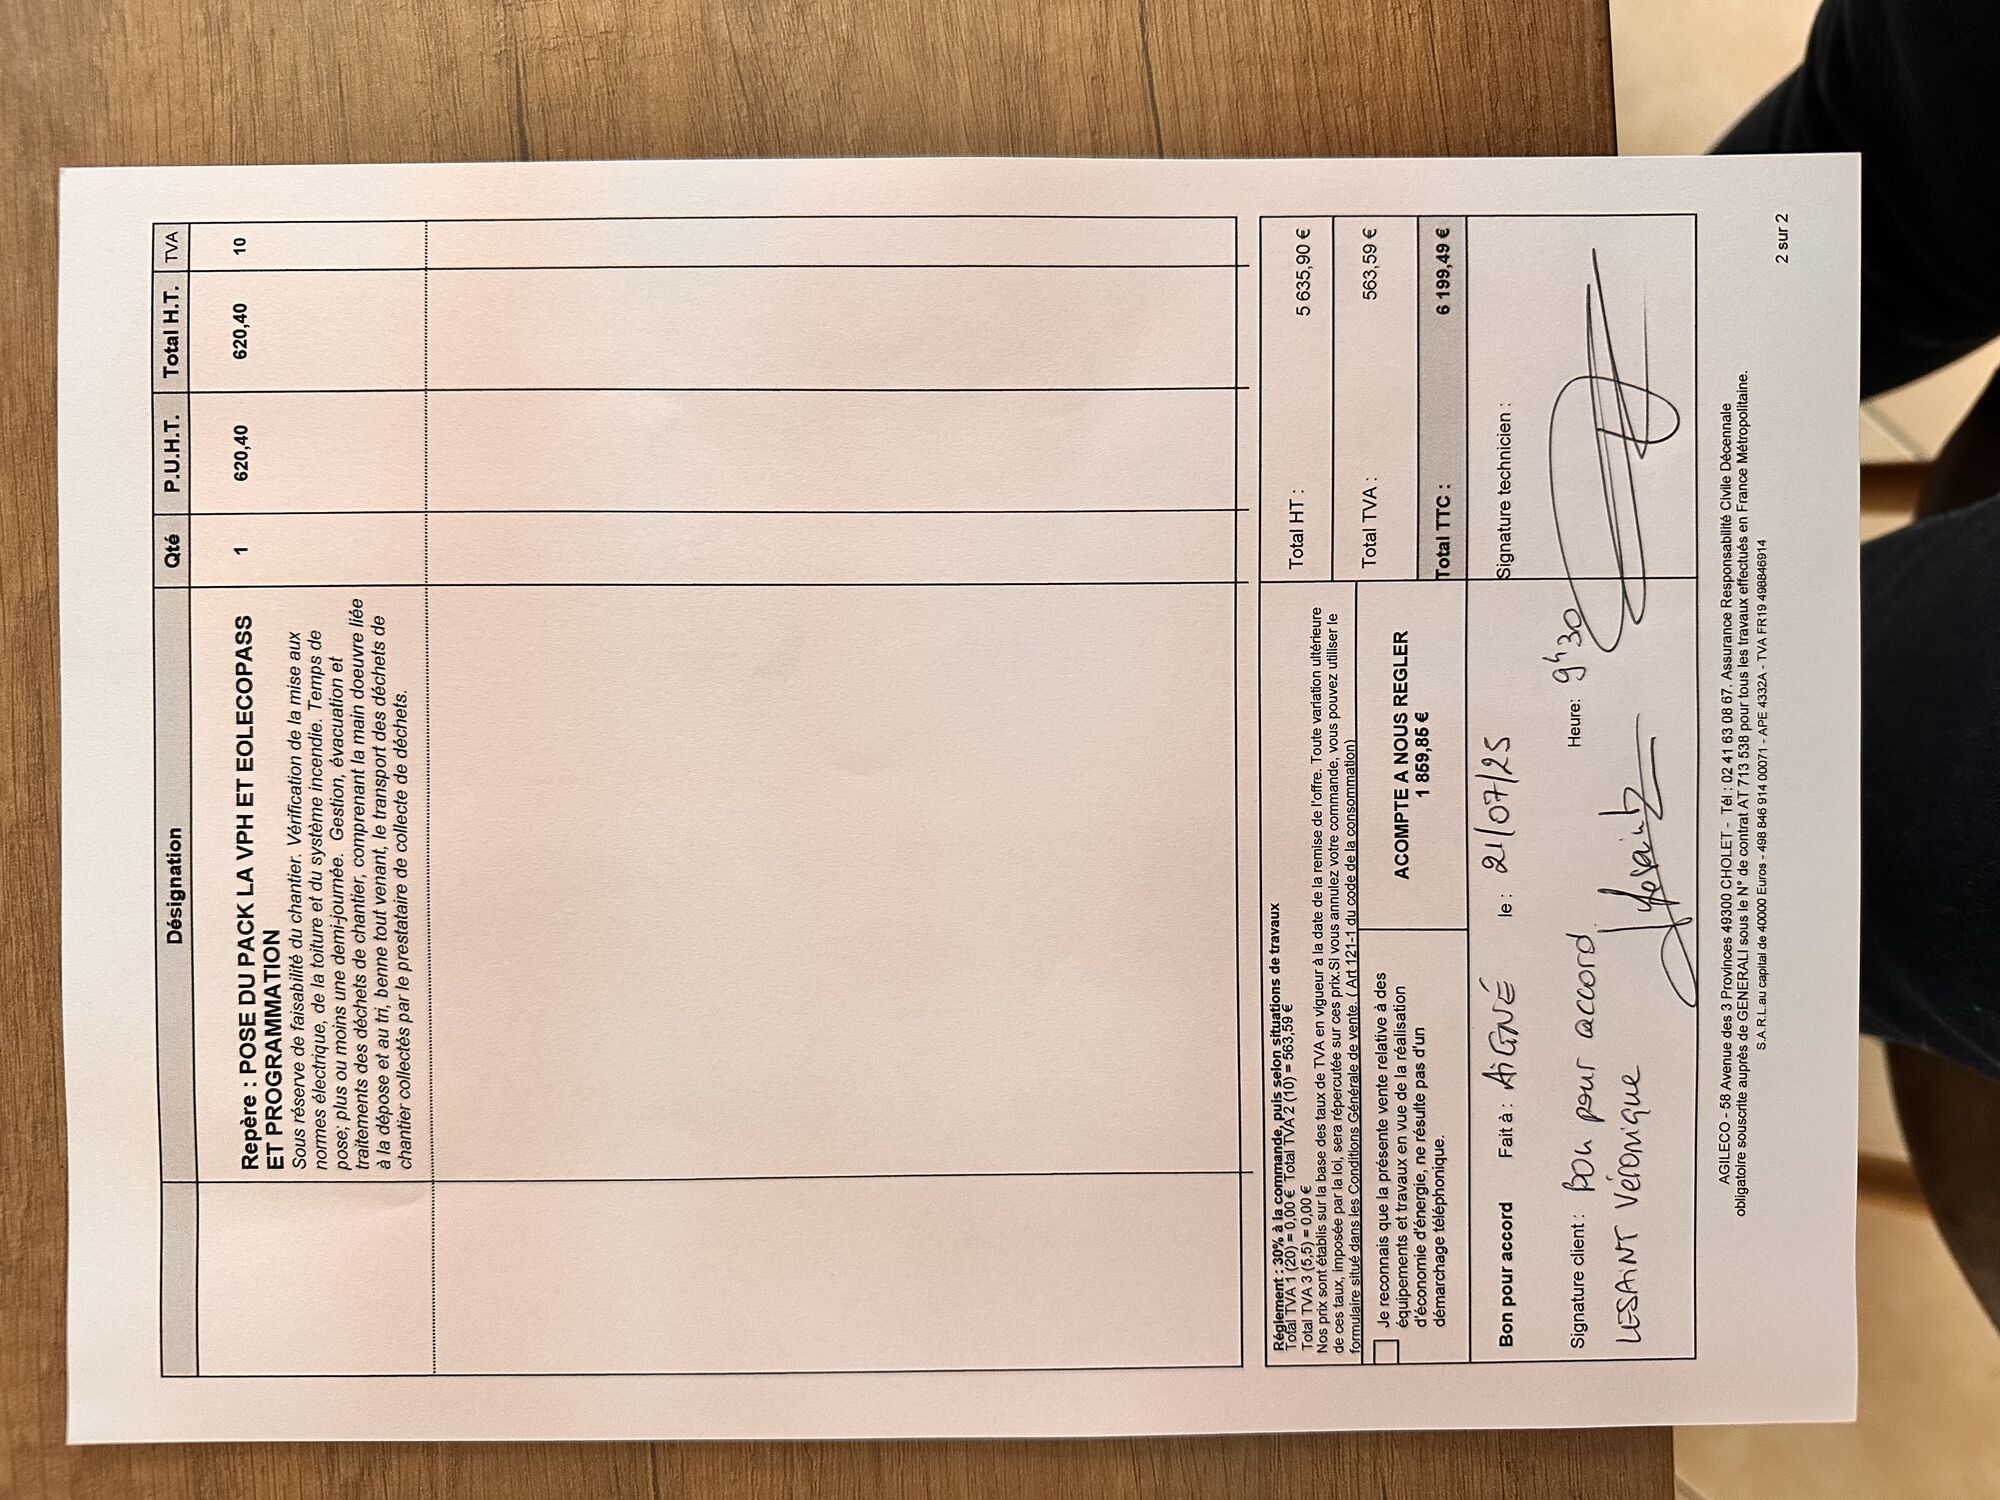 Désignation Qté P.U.H.T. Total H.T. TVA
Repère : POSE DU PACK LA VPH ET EOLECOPASS 1 620,40 620,40 10
ET PROGRAMMATION
Sous réserve de faisabilité du chantier. Vérification de la mise aux
nomes électrique, de la toiture et du système incendie. Temps de
pose; plus ou moins une demi-journée. Gestion, évacuation et
traitements des déchets de chantier, comprenant la main doeuvre liée
à la dépose et au tri, benne tout venant, le transport des déchets de
chantier collectés par le prestataire de collecte de déchets.
Réglement : 30% à la commande, puis selon situations de travaux
Total TVA 1 (20) = 0,00 € Total TVA 2 (10) = 563,59 €
Total TVA 3 (5,5) = 0,00 €
Nos prix sont établis sur la base des taux de TVA en vigueur à la date de la remise de l'offre. Toute variation ultérieure
de ces taux, imposée par la loi, sera répercutée sur ces prix.Si vous annulez votre commande, vous pouvez utiliser le
formulaire situé dans les Conditions Générale de vente. ( Art 121-1 du code de la consommation)
Total HT : 5 635,90 €
Total TVA : 563,59 €
Total TTC : 6 199,49 €
Je reconnais que la présente vente relative à des
équipements et travaux en vue de la réalisation
d'économie d'énergie, ne résulte pas d'un
démarchage téléphonique.
ACOMPTE A NOUS REGLER
1 859,85 €
Bon pour accord Fait à : AiGNÉ le : 21/07/25
Signature technicien :
Signature client : Bon pour accord Heure: 9h30
LESAiNT Véronique
Lesaint
AGILECO - 58 Avenue des 3 Provinces 49300 CHOLET - Tél : 02 41 63 08 67. Assurance Responsabilité Civile Décennale
obligatoire souscrite auprès de GENERALI sous le N° de contrat AT 713 538 pour tous les travaux effectués en France Métropolitaine.
S.A.R.L.au capital de 40000 Euros - 498 846 914 00071 - APE 4332A - TVA FR19 498846914
2 sur 2